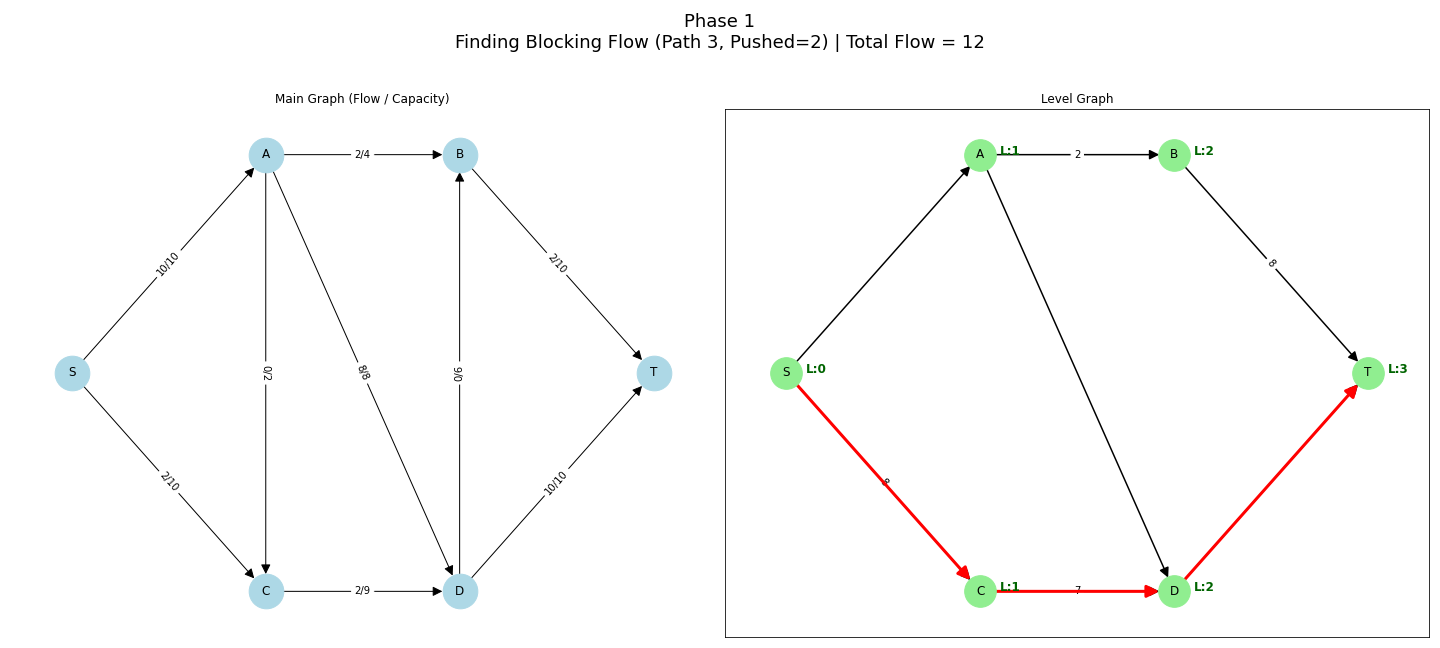 Phase 1
Finding Blocking Flow (Path 3, Pushed=2) | Total Flow = 12
Main Graph (Flow / Capacity)
Level Graph
A
2/4
B
10/10
0/2
8/8
0/6
2/10
S
T
2/10
10/10
C
2/9
D
A
L:1
2
B
L:2
8
S
L:0
T
L:3
8
C
L:1
7
D
L:2